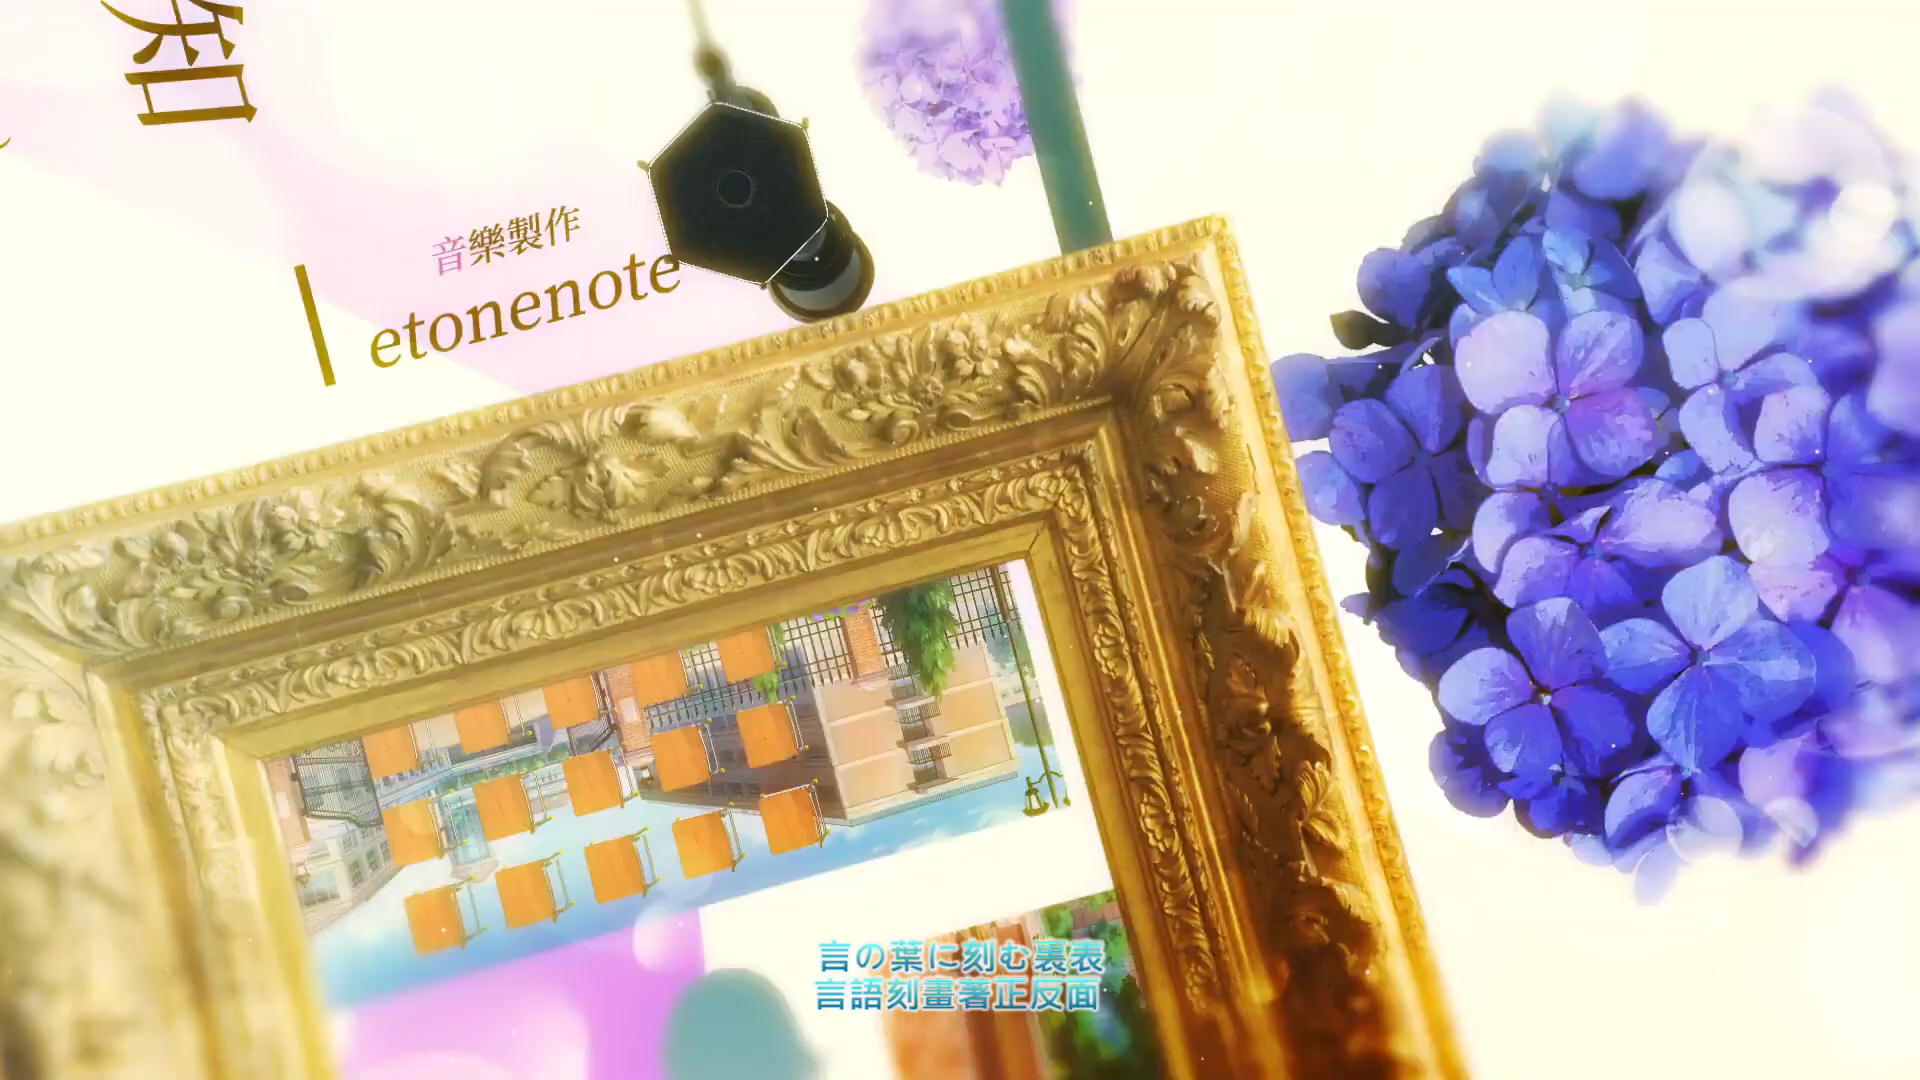 知
音樂製作
etonenote
言の葉に刻む裏表
言語刻畫著正反面